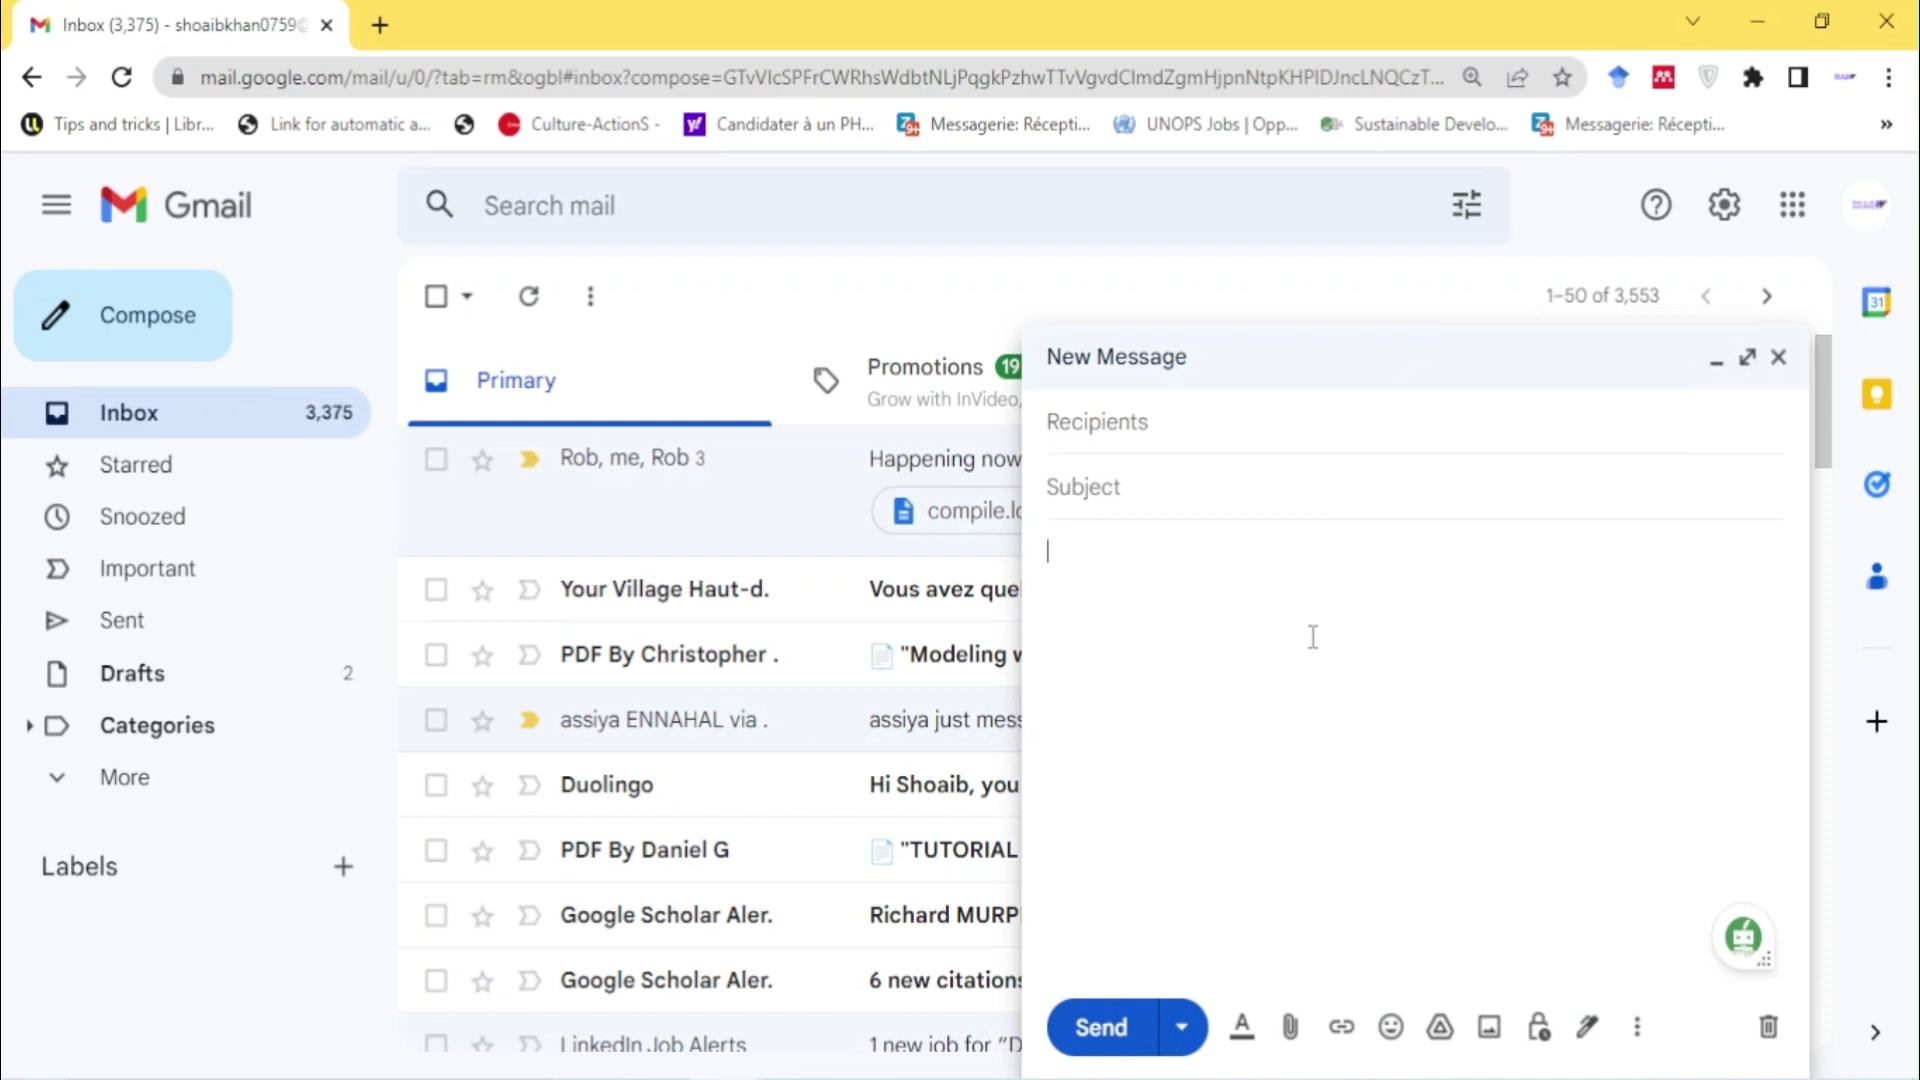 Inbox (3,375) - shoaibkhan0759@
mail.google.com/mail/u/0/?tab=rm&ogbl#inbox?compose=GTvVlcSPFrCWRhsWdbtNLjPqgkPzhwTTvVgvdClmdZgmHjpnNtpKHPlDJncLNQCzT...
Tips and tricks | Libr... Link for automatic a... Culture-ActionS - Candidater à un PH... Messagerie: Récepti... UNOPS Jobs | Opp... Sustainable Develo... Messagerie: Récepti... »
Gmail
Search mail
Compose
1–50 of 3,553
Inbox 3,375
Starred
Snoozed
Important
Sent
Drafts 2
Categories
More
Labels
Primary
Promotions 19
Grow with InVideo,
Rob, me, Rob 3 Happening now
compile.lo
Your Village Haut-d. Vous avez que
PDF By Christopher . "Modeling w
assiya ENNAHAL via . assiya just mess
Duolingo Hi Shoaib, you
PDF By Daniel G "TUTORIAL
Google Scholar Aler. Richard MURP
Google Scholar Aler. 6 new citations
LinkedIn Job Alerts 1 new job for "D
New Message
Recipients
Subject
Send
31